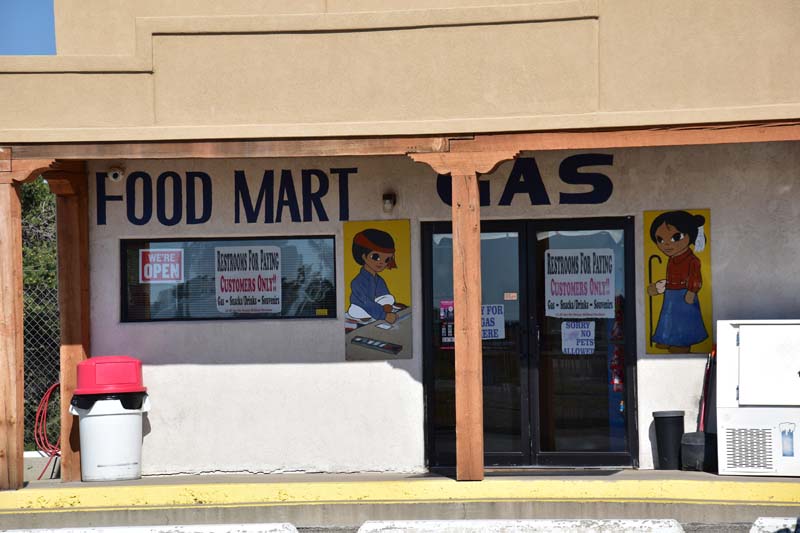 FOOD MART GAS
WE'RE
OPEN
RESTROOMS FOR PAYING
CUSTOMERS ONLY!!
GAS - SNACKS/DRINKS - SOUVENIRS
RESTROOMS FOR PAYING
CUSTOMERS ONLY!!
GAS - SNACKS/DRINKS - SOUVENIRS
FOR
GAS
HERE
SORRY NO
PETS
ALLOWED